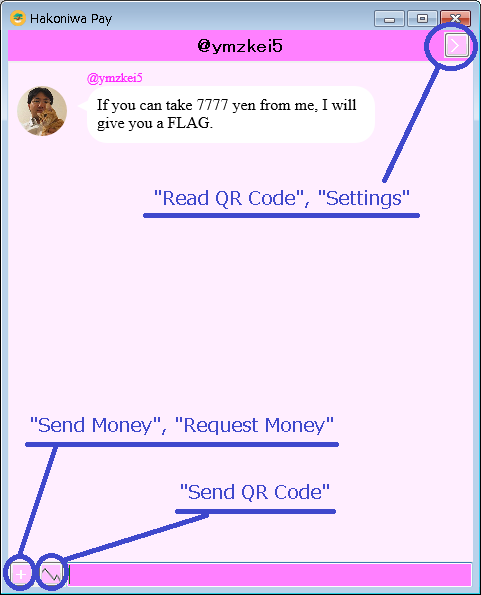 Hakoniwa Pay
@ymzkei5
@ymzkei5
If you can take 7777 yen from me, I will
give you a FLAG.
"Read QR Code", "Settings"
"Send Money", "Request Money"
"Send QR Code"